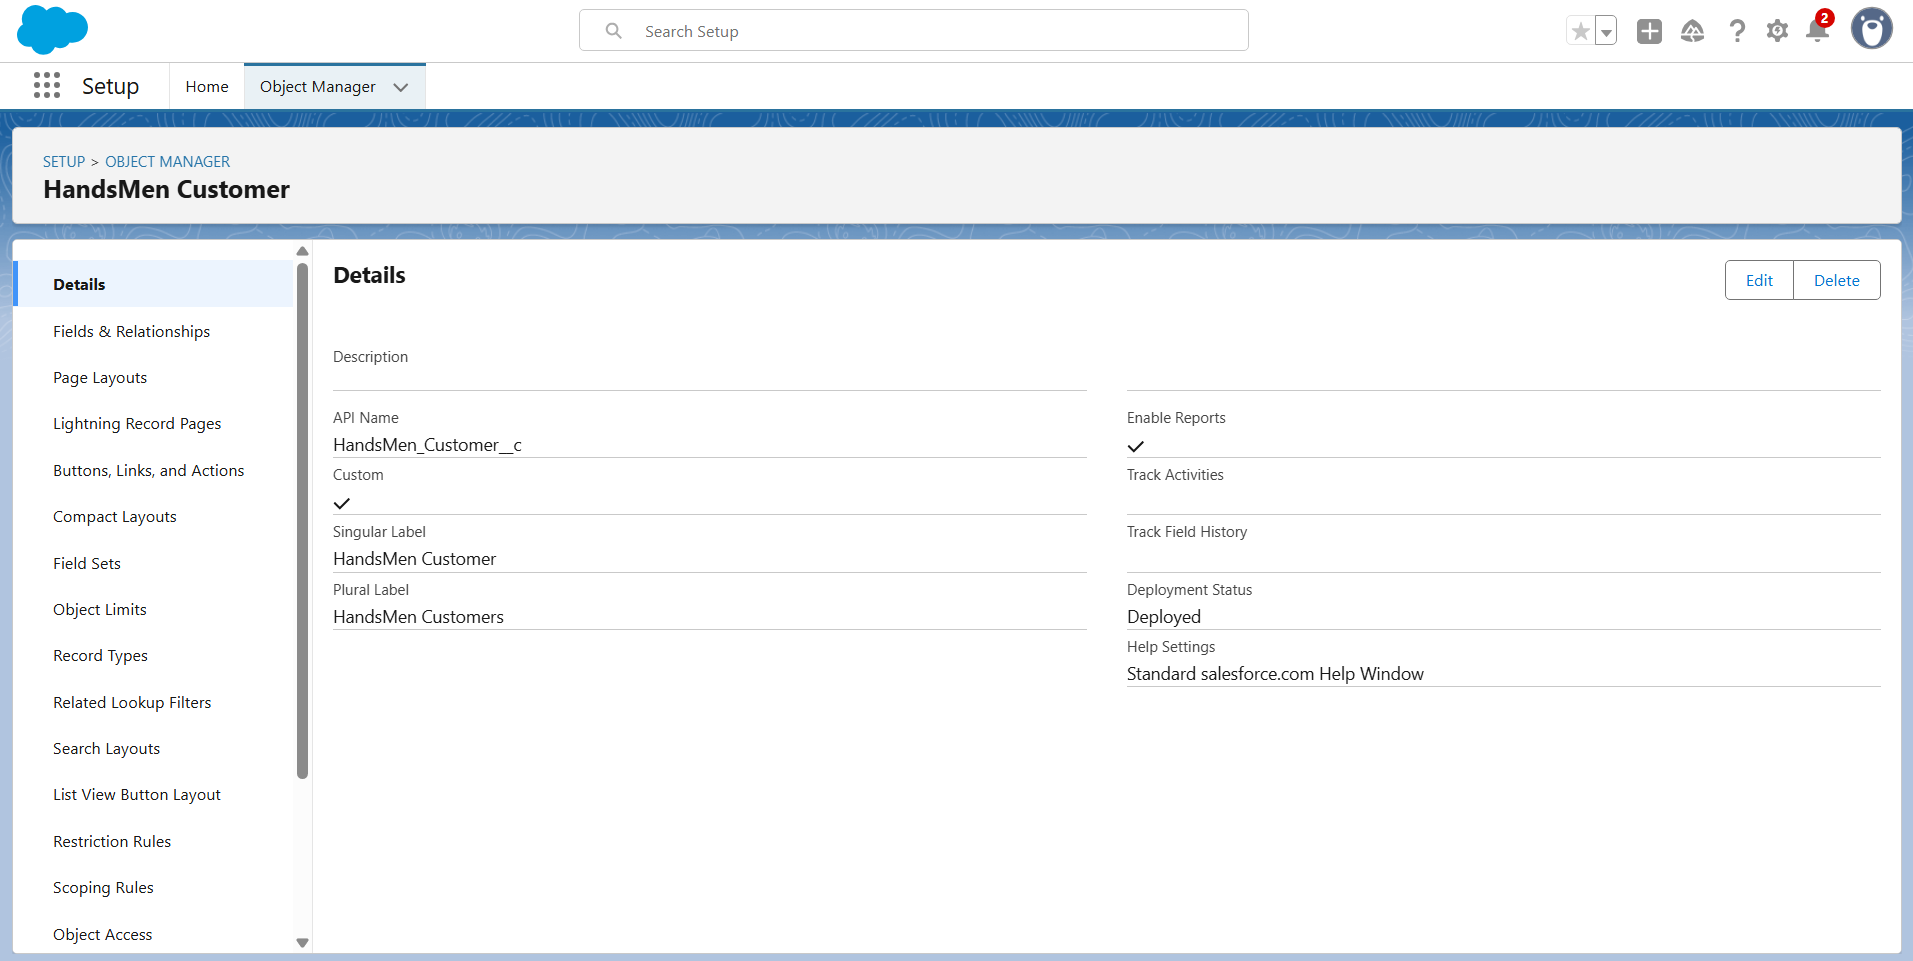 Search Setup
2
Setup
Home
Object Manager
SETUP > OBJECT MANAGER
HandsMen Customer
Details
Fields & Relationships
Page Layouts
Lightning Record Pages
Buttons, Links, and Actions
Compact Layouts
Field Sets
Object Limits
Record Types
Related Lookup Filters
Search Layouts
List View Button Layout
Restriction Rules
Scoping Rules
Object Access
Details
Edit
Delete
Description
API Name
HandsMen_Customer__c
Custom
Singular Label
HandsMen Customer
Plural Label
HandsMen Customers
Enable Reports
Track Activities
Track Field History
Deployment Status
Deployed
Help Settings
Standard salesforce.com Help Window